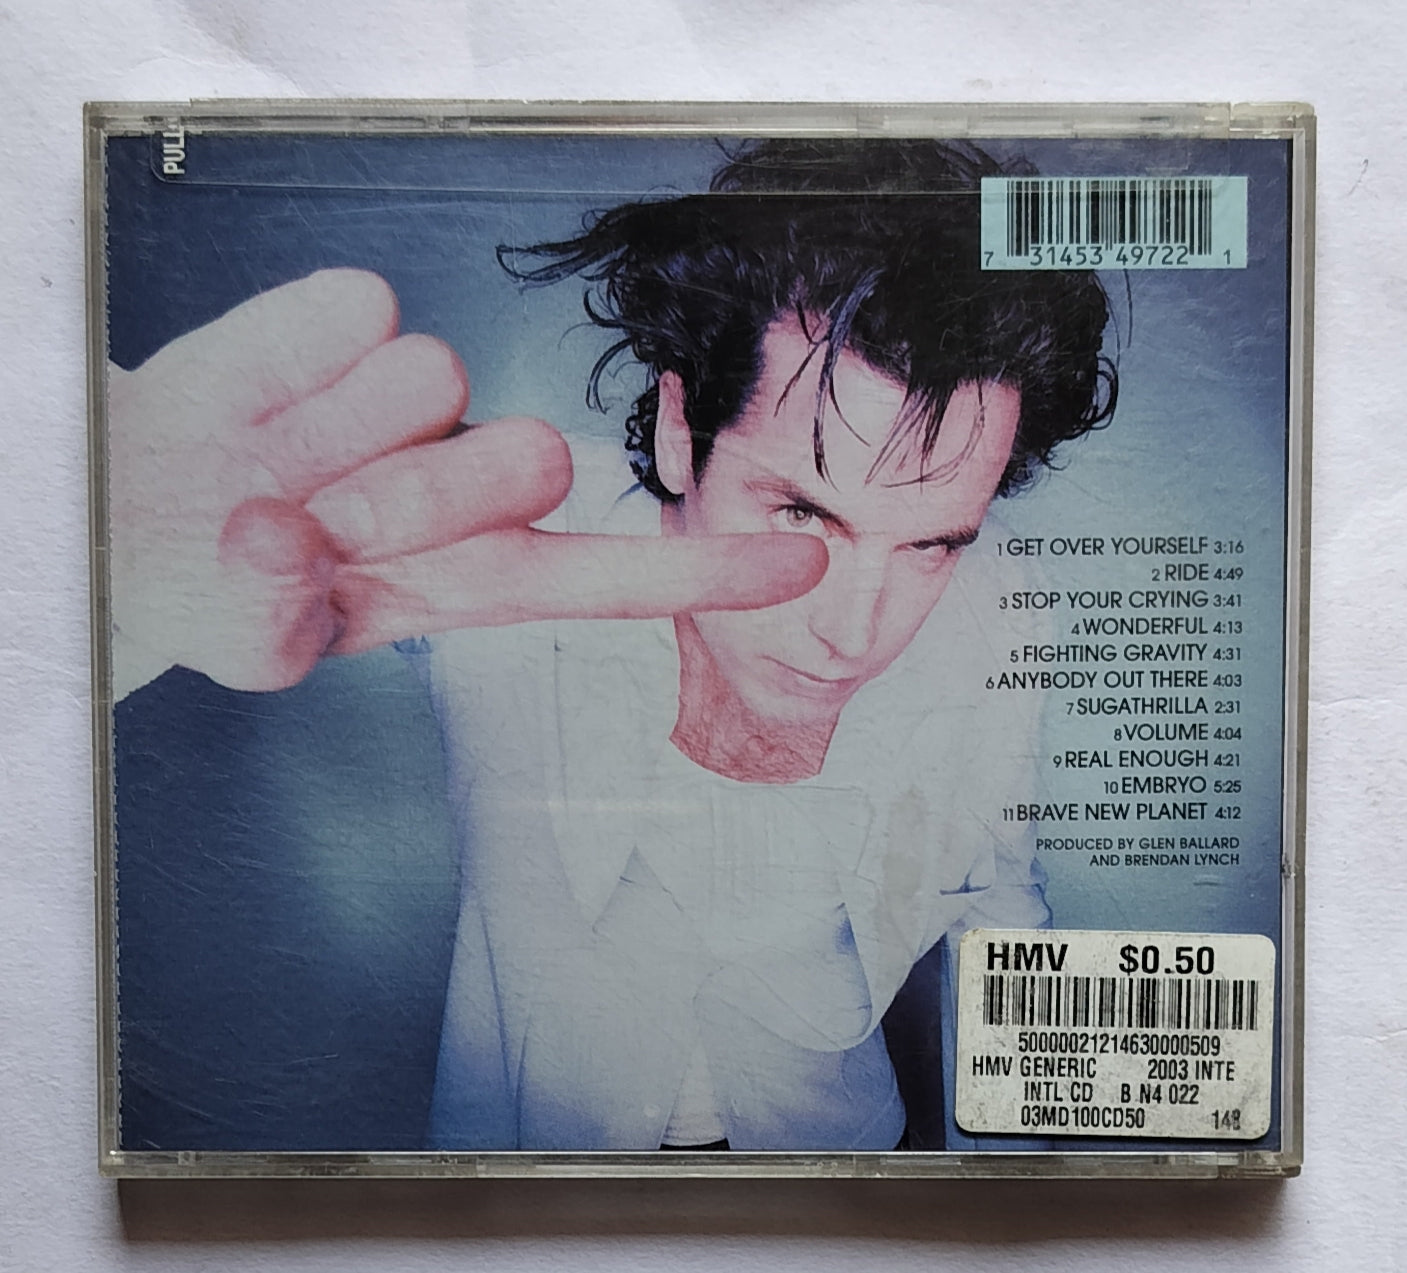 PULL
7 31453 49722 1
1 GET OVER YOURSELF 3:16
2 RIDE 4:49
3 STOP YOUR CRYING 3:41
4 WONDERFUL 4:13
5 FIGHTING GRAVITY 4:31
6 ANYBODY OUT THERE 4:03
7 SUGATHRILLA 2:31
8 VOLUME 4:04
9 REAL ENOUGH 4:21
10 EMBRYO 5:25
11 BRAVE NEW PLANET 4:12
PRODUCED BY GLEN BALLARD
AND BRENDAN LYNCH
HMV $0.50
50000021214630000509
HMV GENERIC 2003 INTE
INTL CD B N4 022
03MD100CD50 148